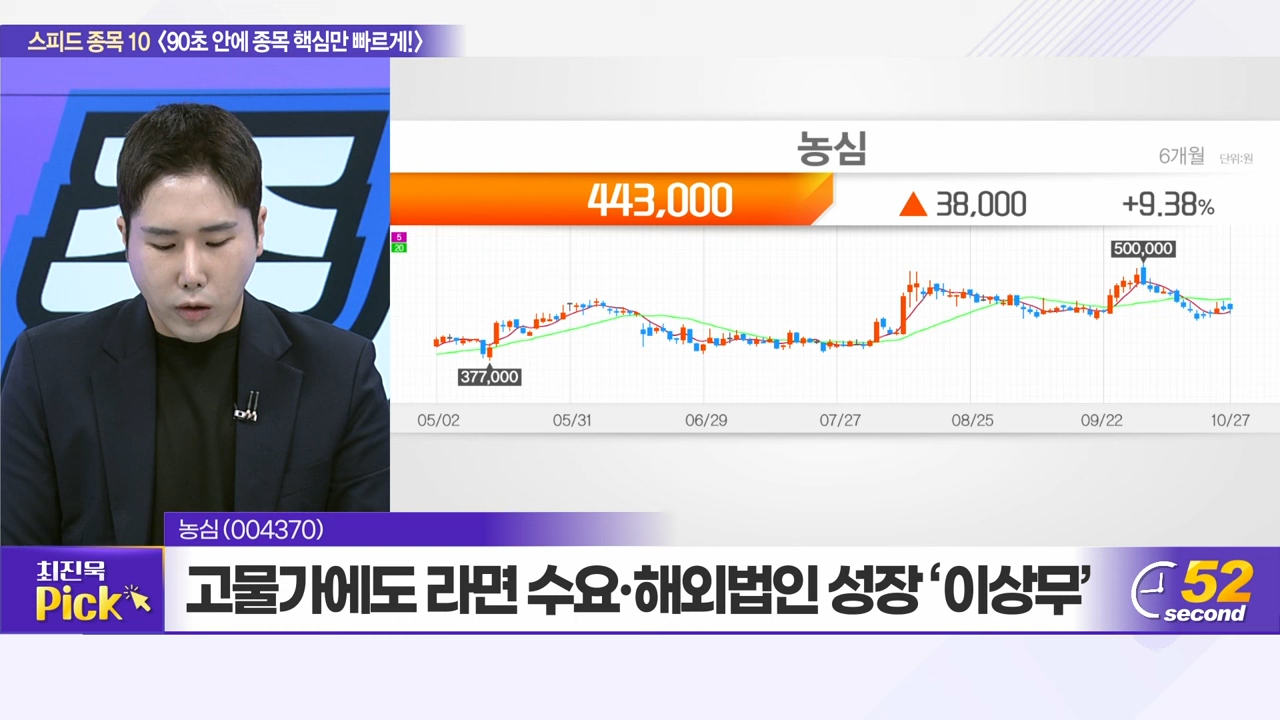 스피드 종목 10 〈90초 안에 종목 핵심만 빠르게!〉
농심
6개월 단위:원
443,000 ▲ 38,000 +9.38%
5
20
500,000
377,000
05/02 05/31 06/29 07/27 08/25 09/22 10/27
농심(004370)
최진욱
Pick
고물가에도 라면 수요·해외법인 성장 ‘이상무’
52
second